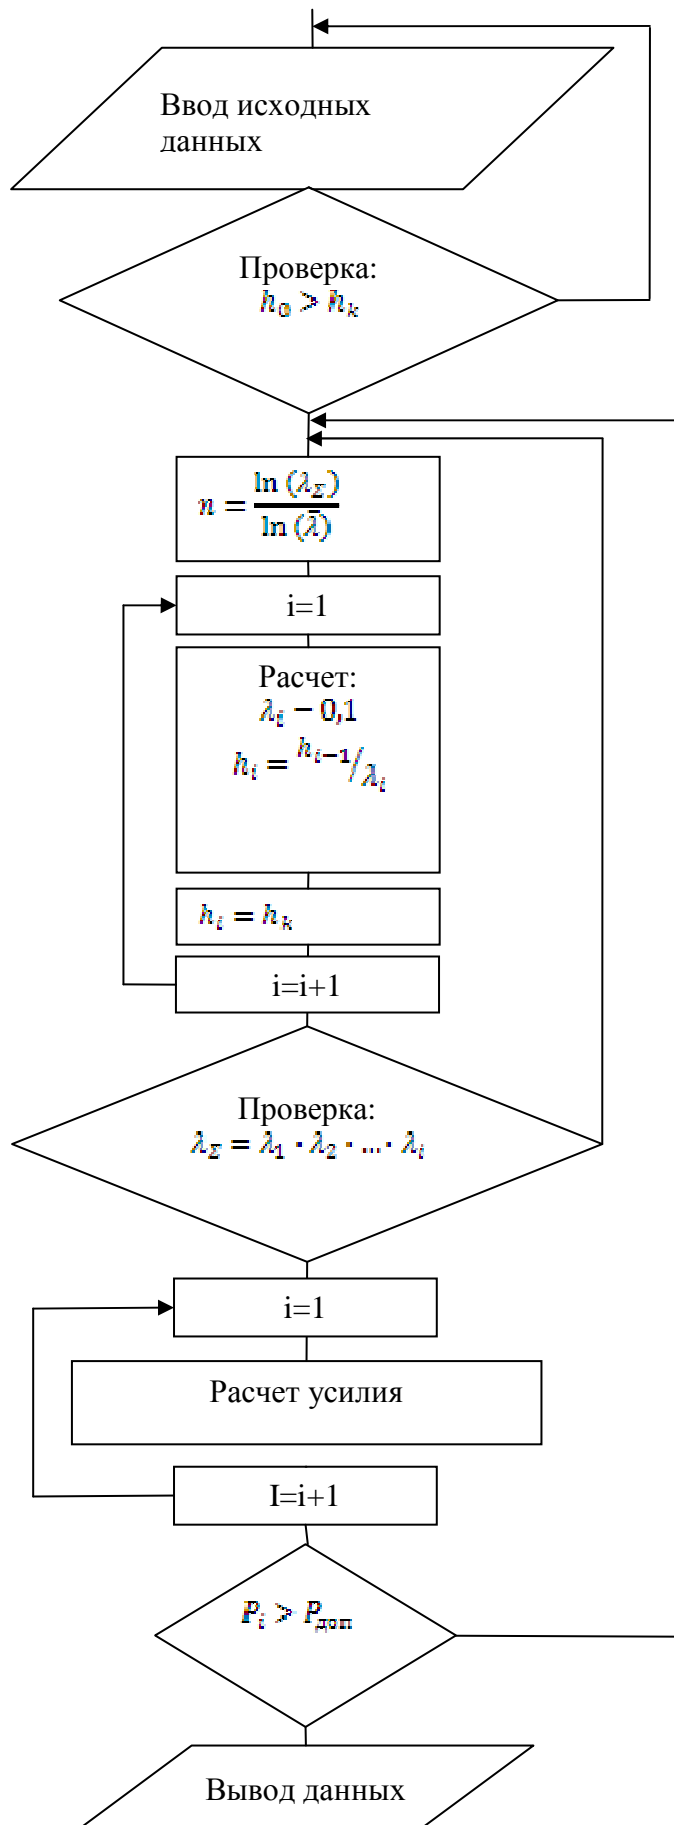 Ввод исходных
данных
Проверка:
h₀ > hₖ
n = ln (λ_Σ) / ln (λ̄)
i=1
Расчет:
λᵢ − 0,1
hᵢ = hᵢ₋₁/λᵢ
hᵢ = hₖ
i=i+1
Проверка:
λ_Σ = λ₁ · λ₂ · … · λᵢ
i=1
Расчет усилия
I=i+1
Pᵢ > P_доп
Вывод данных